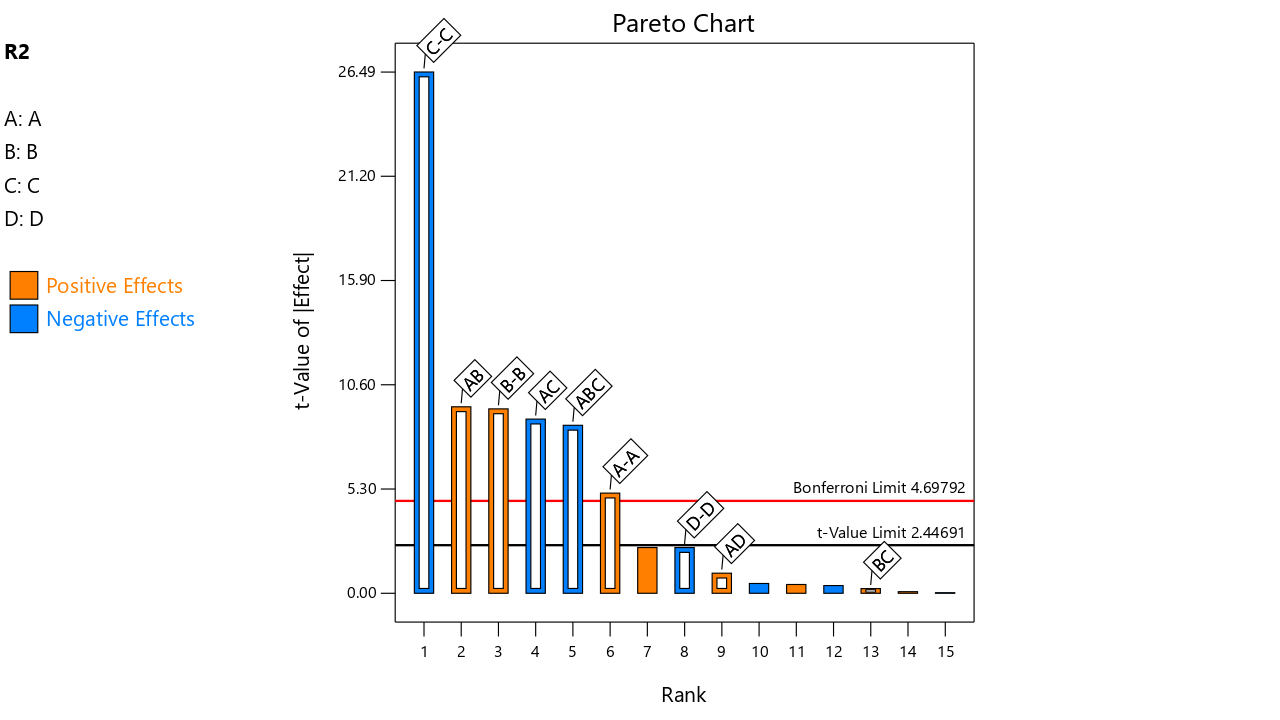 Pareto Chart
R2
A: A
B: B
C: C
D: D
Positive Effects
Negative Effects
t-Value of |Effect|
26.49
21.20
15.90
10.60
5.30
0.00
C-C
AB
B-B
AC
ABC
A-A
D-D
AD
BC
Bonferroni Limit 4.69792
t-Value Limit 2.44691
1 2 3 4 5 6 7 8 9 10 11 12 13 14 15
Rank